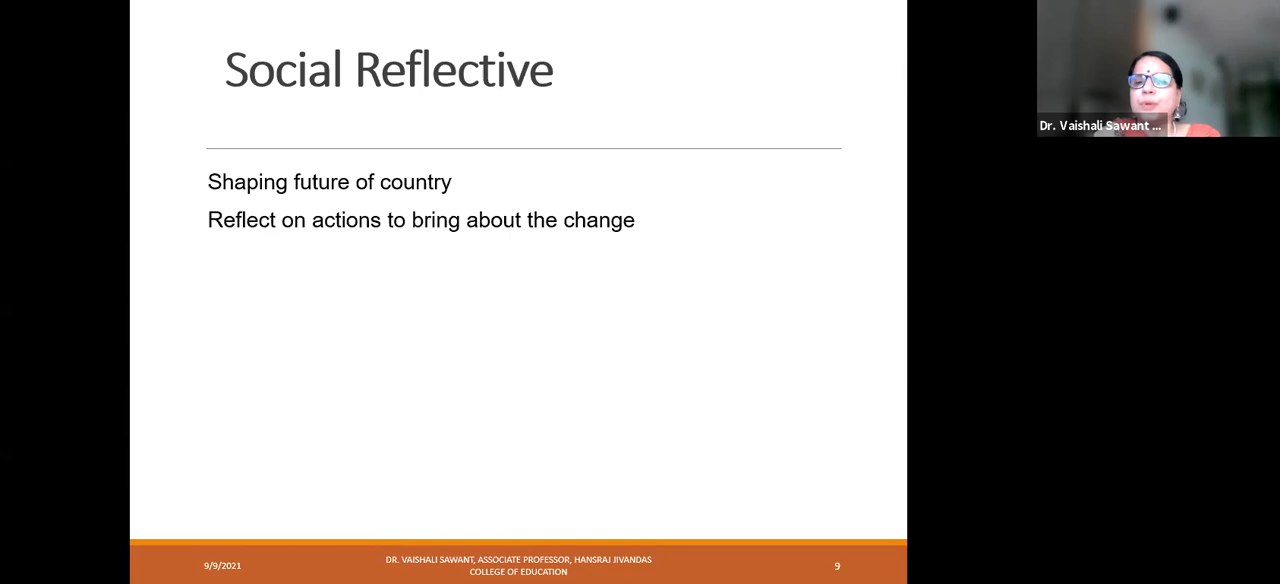 Social Reflective
Dr. Vaishali Sawant ...
Shaping future of country
Reflect on actions to bring about the change
9/9/2021
DR. VAISHALI SAWANT, ASSOCIATE PROFESSOR, HANSRAJ JIVANDAS
COLLEGE OF EDUCATION
9